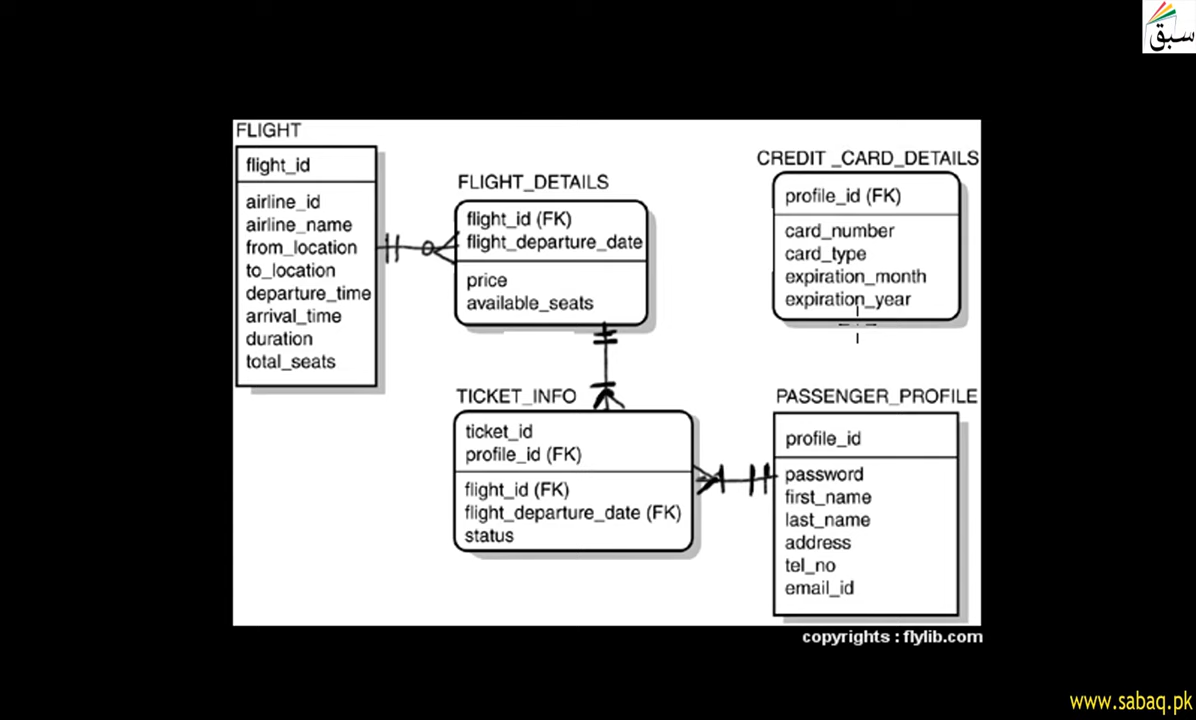 سبق
FLIGHT
flight_id
airline_id
airline_name
from_location
to_location
departure_time
arrival_time
duration
total_seats
FLIGHT_DETAILS
flight_id (FK)
flight_departure_date
price
available_seats
CREDIT _CARD_DETAILS
profile_id (FK)
card_number
card_type
expiration_month
expiration_year
TICKET_INFO
ticket_id
profile_id (FK)
flight_id (FK)
flight_departure_date (FK)
status
PASSENGER_PROFILE
profile_id
password
first_name
last_name
address
tel_no
email_id
copyrights : flylib.com
www.sabaq.pk